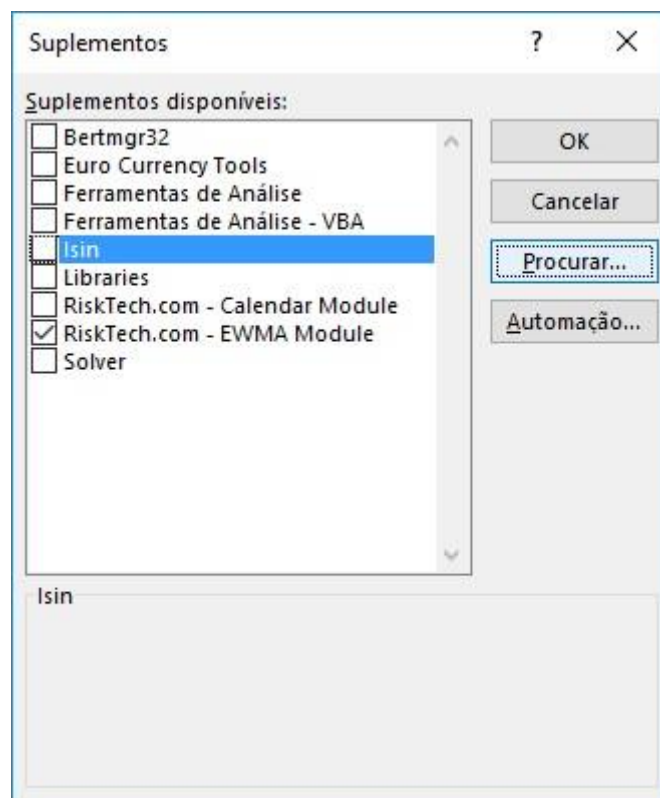 Suplementos
?
Suplementos disponíveis:
Bertmgr32
Euro Currency Tools
Ferramentas de Análise
Ferramentas de Análise - VBA
Isin
Libraries
RiskTech.com - Calendar Module
RiskTech.com - EWMA Module
Solver
OK
Cancelar
Procurar...
Automação...
Isin